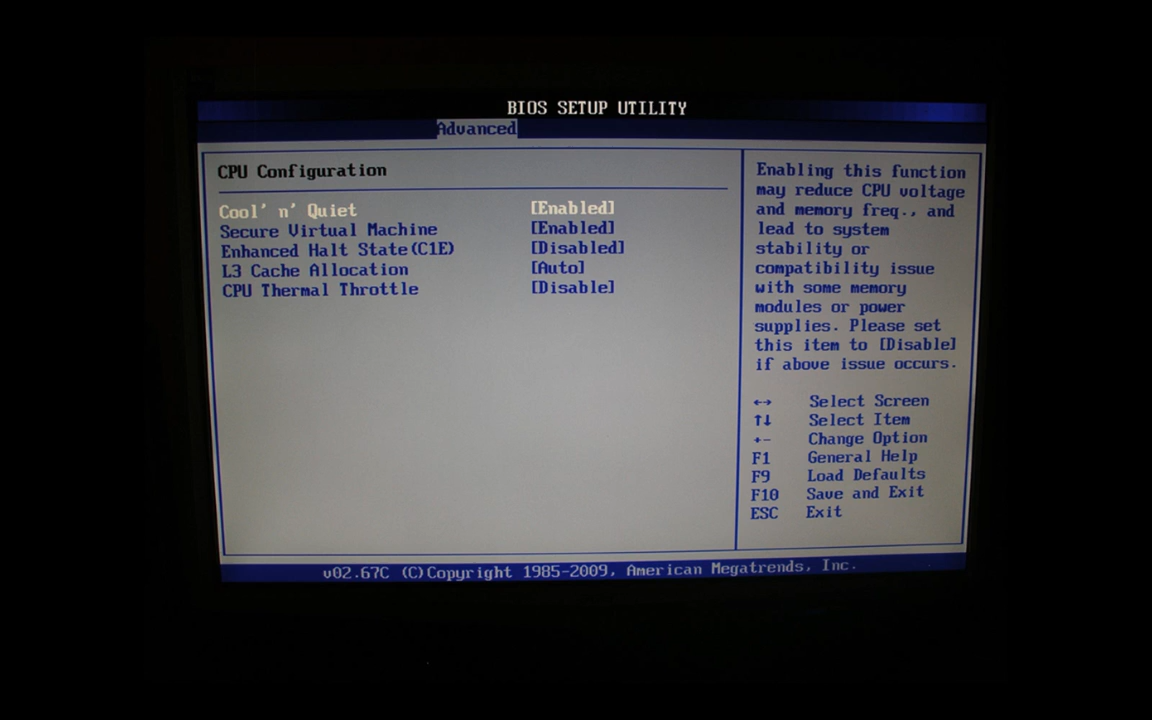 BIOS SETUP UTILITY
Advanced
CPU Configuration
Cool' n' Quiet [Enabled]
Secure Virtual Machine [Enabled]
Enhanced Halt State(C1E) [Disabled]
L3 Cache Allocation [Auto]
CPU Thermal Throttle [Disable]
Enabling this function
may reduce CPU voltage
and memory freq., and
lead to system
stability or
compatibility issue
with some memory
modules or power
supplies. Please set
this item to [Disable]
if above issue occurs.
←→ Select Screen
↑↓ Select Item
+- Change Option
F1 General Help
F9 Load Defaults
F10 Save and Exit
ESC Exit
v02.67C (C)Copyright 1985-2009, American Megatrends, Inc.